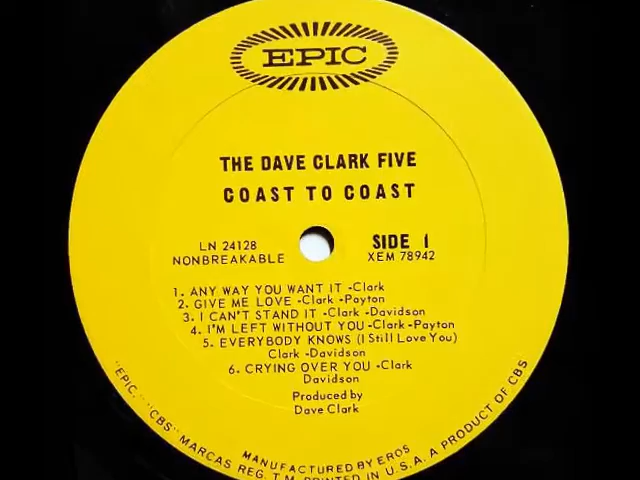 EPIC
THE DAVE CLARK FIVE
COAST TO COAST
LN 24128
NONBREAKABLE
SIDE 1
XEM 78942
1. ANY WAY YOU WANT IT -Clark
2. GIVE ME LOVE -Clark -Payton
3. I CAN'T STAND IT -Clark -Davidson
4. I'M LEFT WITHOUT YOU -Clark -Payton
5. EVERYBODY KNOWS (I Still Love You)
Clark -Davidson
6. CRYING OVER YOU -Clark
Davidson
Produced by
Dave Clark
MANUFACTURED BY EROS
"EPIC," "CBS" MARCAS REG. T.M. PRINTED IN U.S.A. A PRODUCT OF CBS